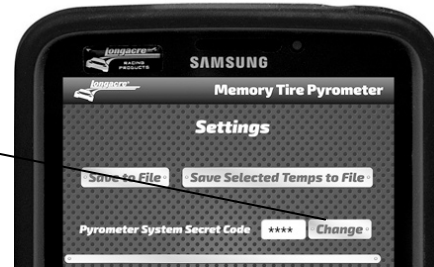 Longacre
RACING
PRODUCTS
SAMSUNG
Longacre
Memory Tire Pyrometer
Settings
Save to File
Save Selected Temps to File
Pyrometer System Secret Code
****
Change